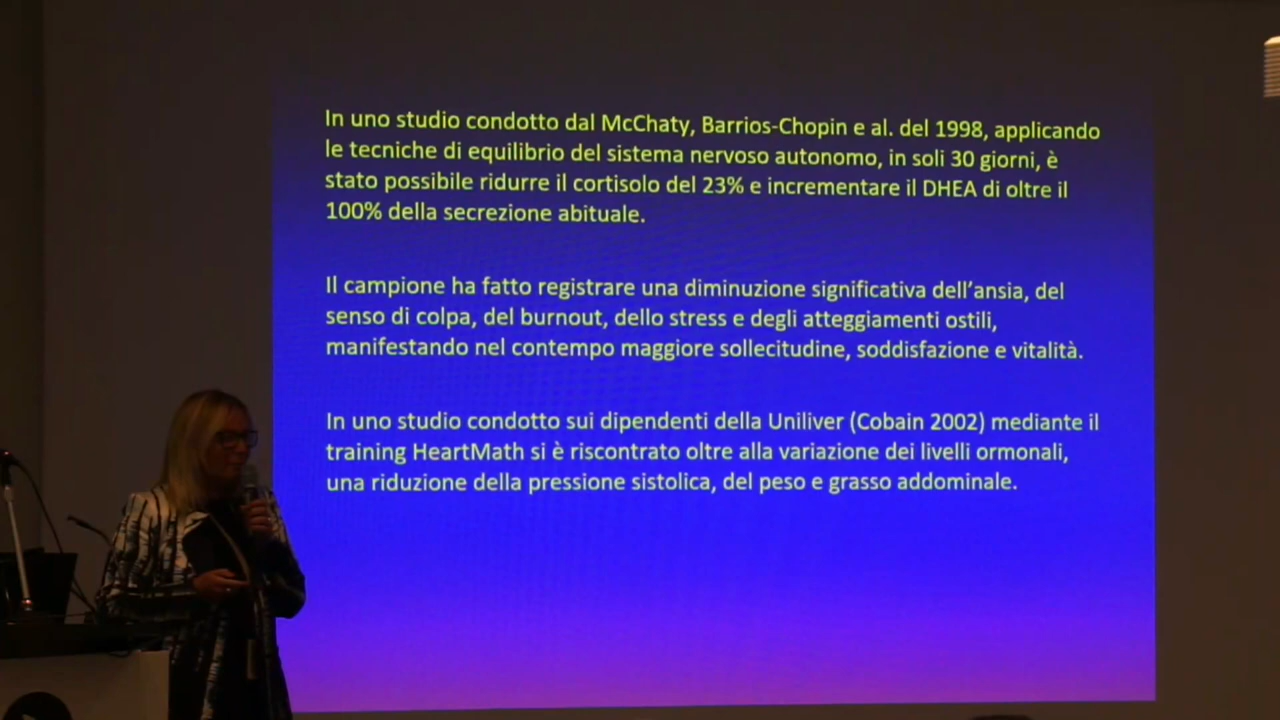 In uno studio condotto dal McChaty, Barrios-Chopin e al. del 1998, applicando
le tecniche di equilibrio del sistema nervoso autonomo, in soli 30 giorni, è
stato possibile ridurre il cortisolo del 23% e incrementare il DHEA di oltre il
100% della secrezione abituale.
Il campione ha fatto registrare una diminuzione significativa dell'ansia, del
senso di colpa, del burnout, dello stress e degli atteggiamenti ostili,
manifestando nel contempo maggiore sollecitudine, soddisfazione e vitalità.
In uno studio condotto sui dipendenti della Uniliver (Cobain 2002) mediante il
training HeartMath si è riscontrato oltre alla variazione dei livelli ormonali,
una riduzione della pressione sistolica, del peso e grasso addominale.